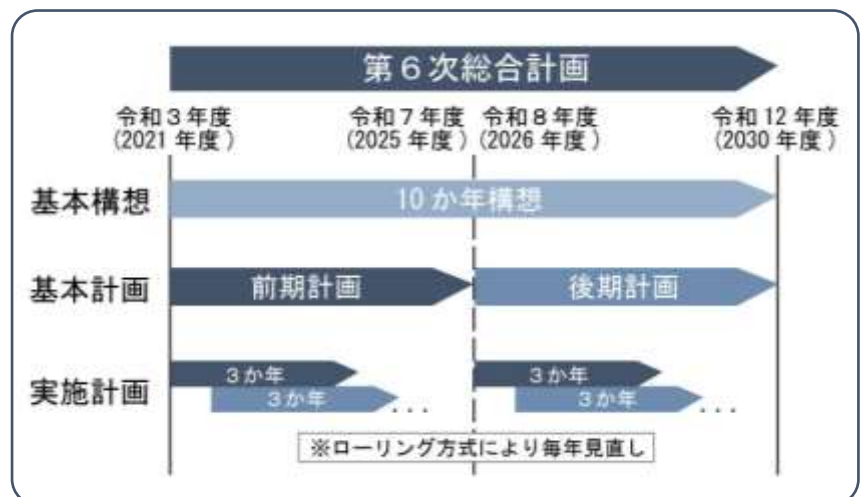 第６次総合計画
令和３年度
(2021 年度 )
令和７年度
(2025 年度 )
令和８年度
(2026 年度 )
令和 12 年度
(2030 年度 )
基本構想
10 か年構想
基本計画
前期計画
後期計画
実施計画
３か年
３か年
...
３か年
３か年
...
※ローリング方式により毎年見直し